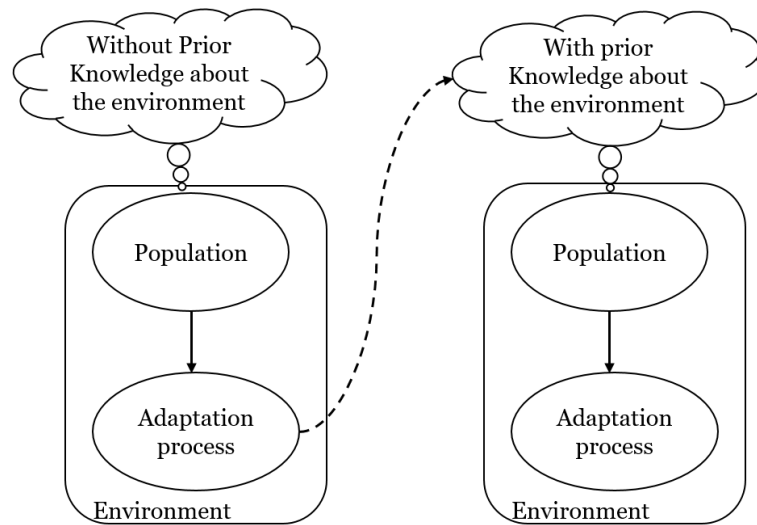 Without Prior
Knowledge about
the environment
Population
Adaptation
process
Environment
With prior
Knowledge about
the environment
Population
Adaptation
process
Environment